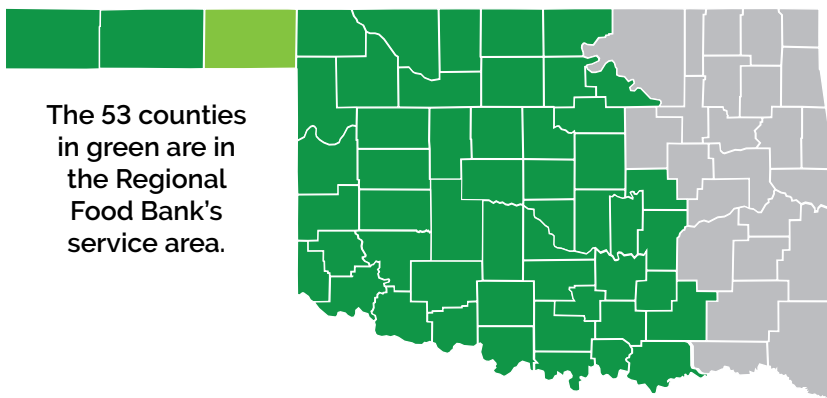 The 53 counties
in green are in
the Regional
Food Bank's
service area.